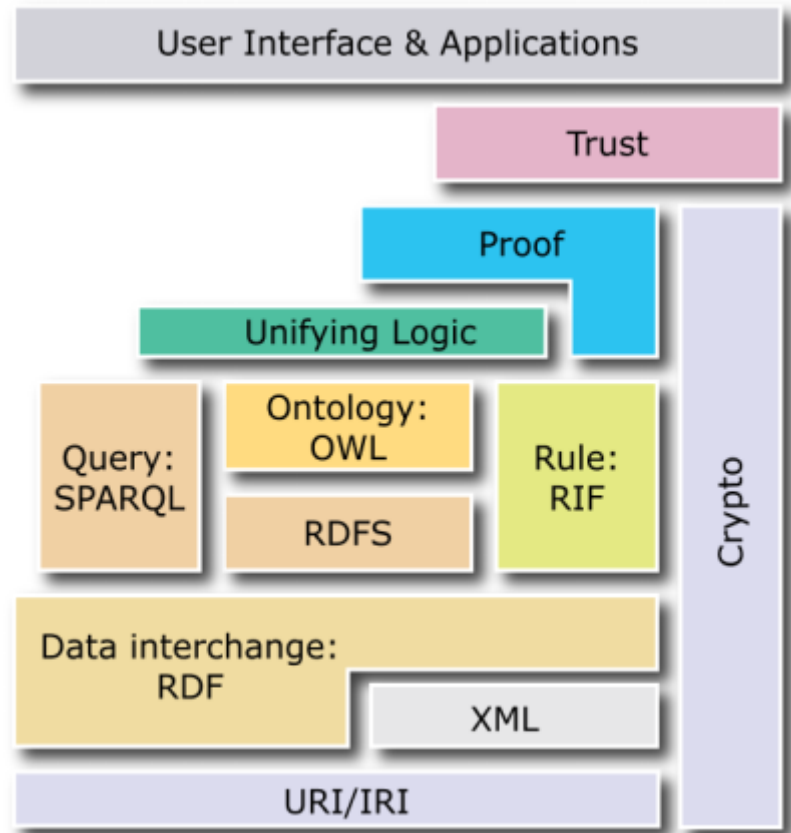 User Interface & Applications
Trust
Proof
Unifying Logic
Query:
SPARQL
Ontology:
OWL
RDFS
Rule:
RIF
Crypto
Data interchange:
RDF
XML
URI/IRI